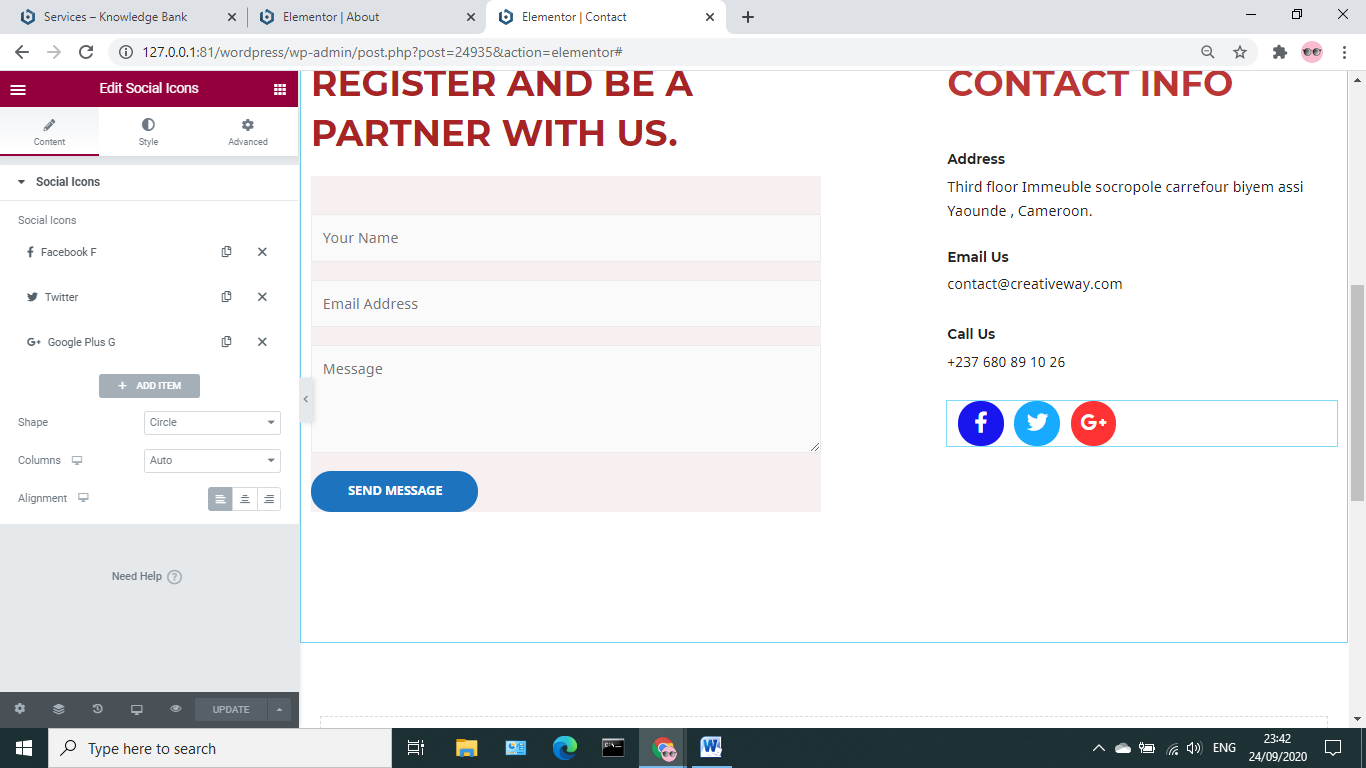 Services – Knowledge Bank
Elementor | About
Elementor | Contact
127.0.0.1:81/wordpress/wp-admin/post.php?post=24935&action=elementor#
Edit Social Icons
Content
Style
Advanced
Social Icons
Social Icons
Facebook F
Twitter
Google Plus G
ADD ITEM
Shape
Circle
Columns
Auto
Alignment
Need Help
UPDATE
REGISTER AND BE A
PARTNER WITH US.
Your Name
Email Address
Message
SEND MESSAGE
CONTACT INFO
Address
Third floor Immeuble socropole carrefour biyem assi
Yaounde , Cameroon.
Email Us
contact@creativeway.com
Call Us
+237 680 89 10 26
Type here to search
ENG
23:42
24/09/2020